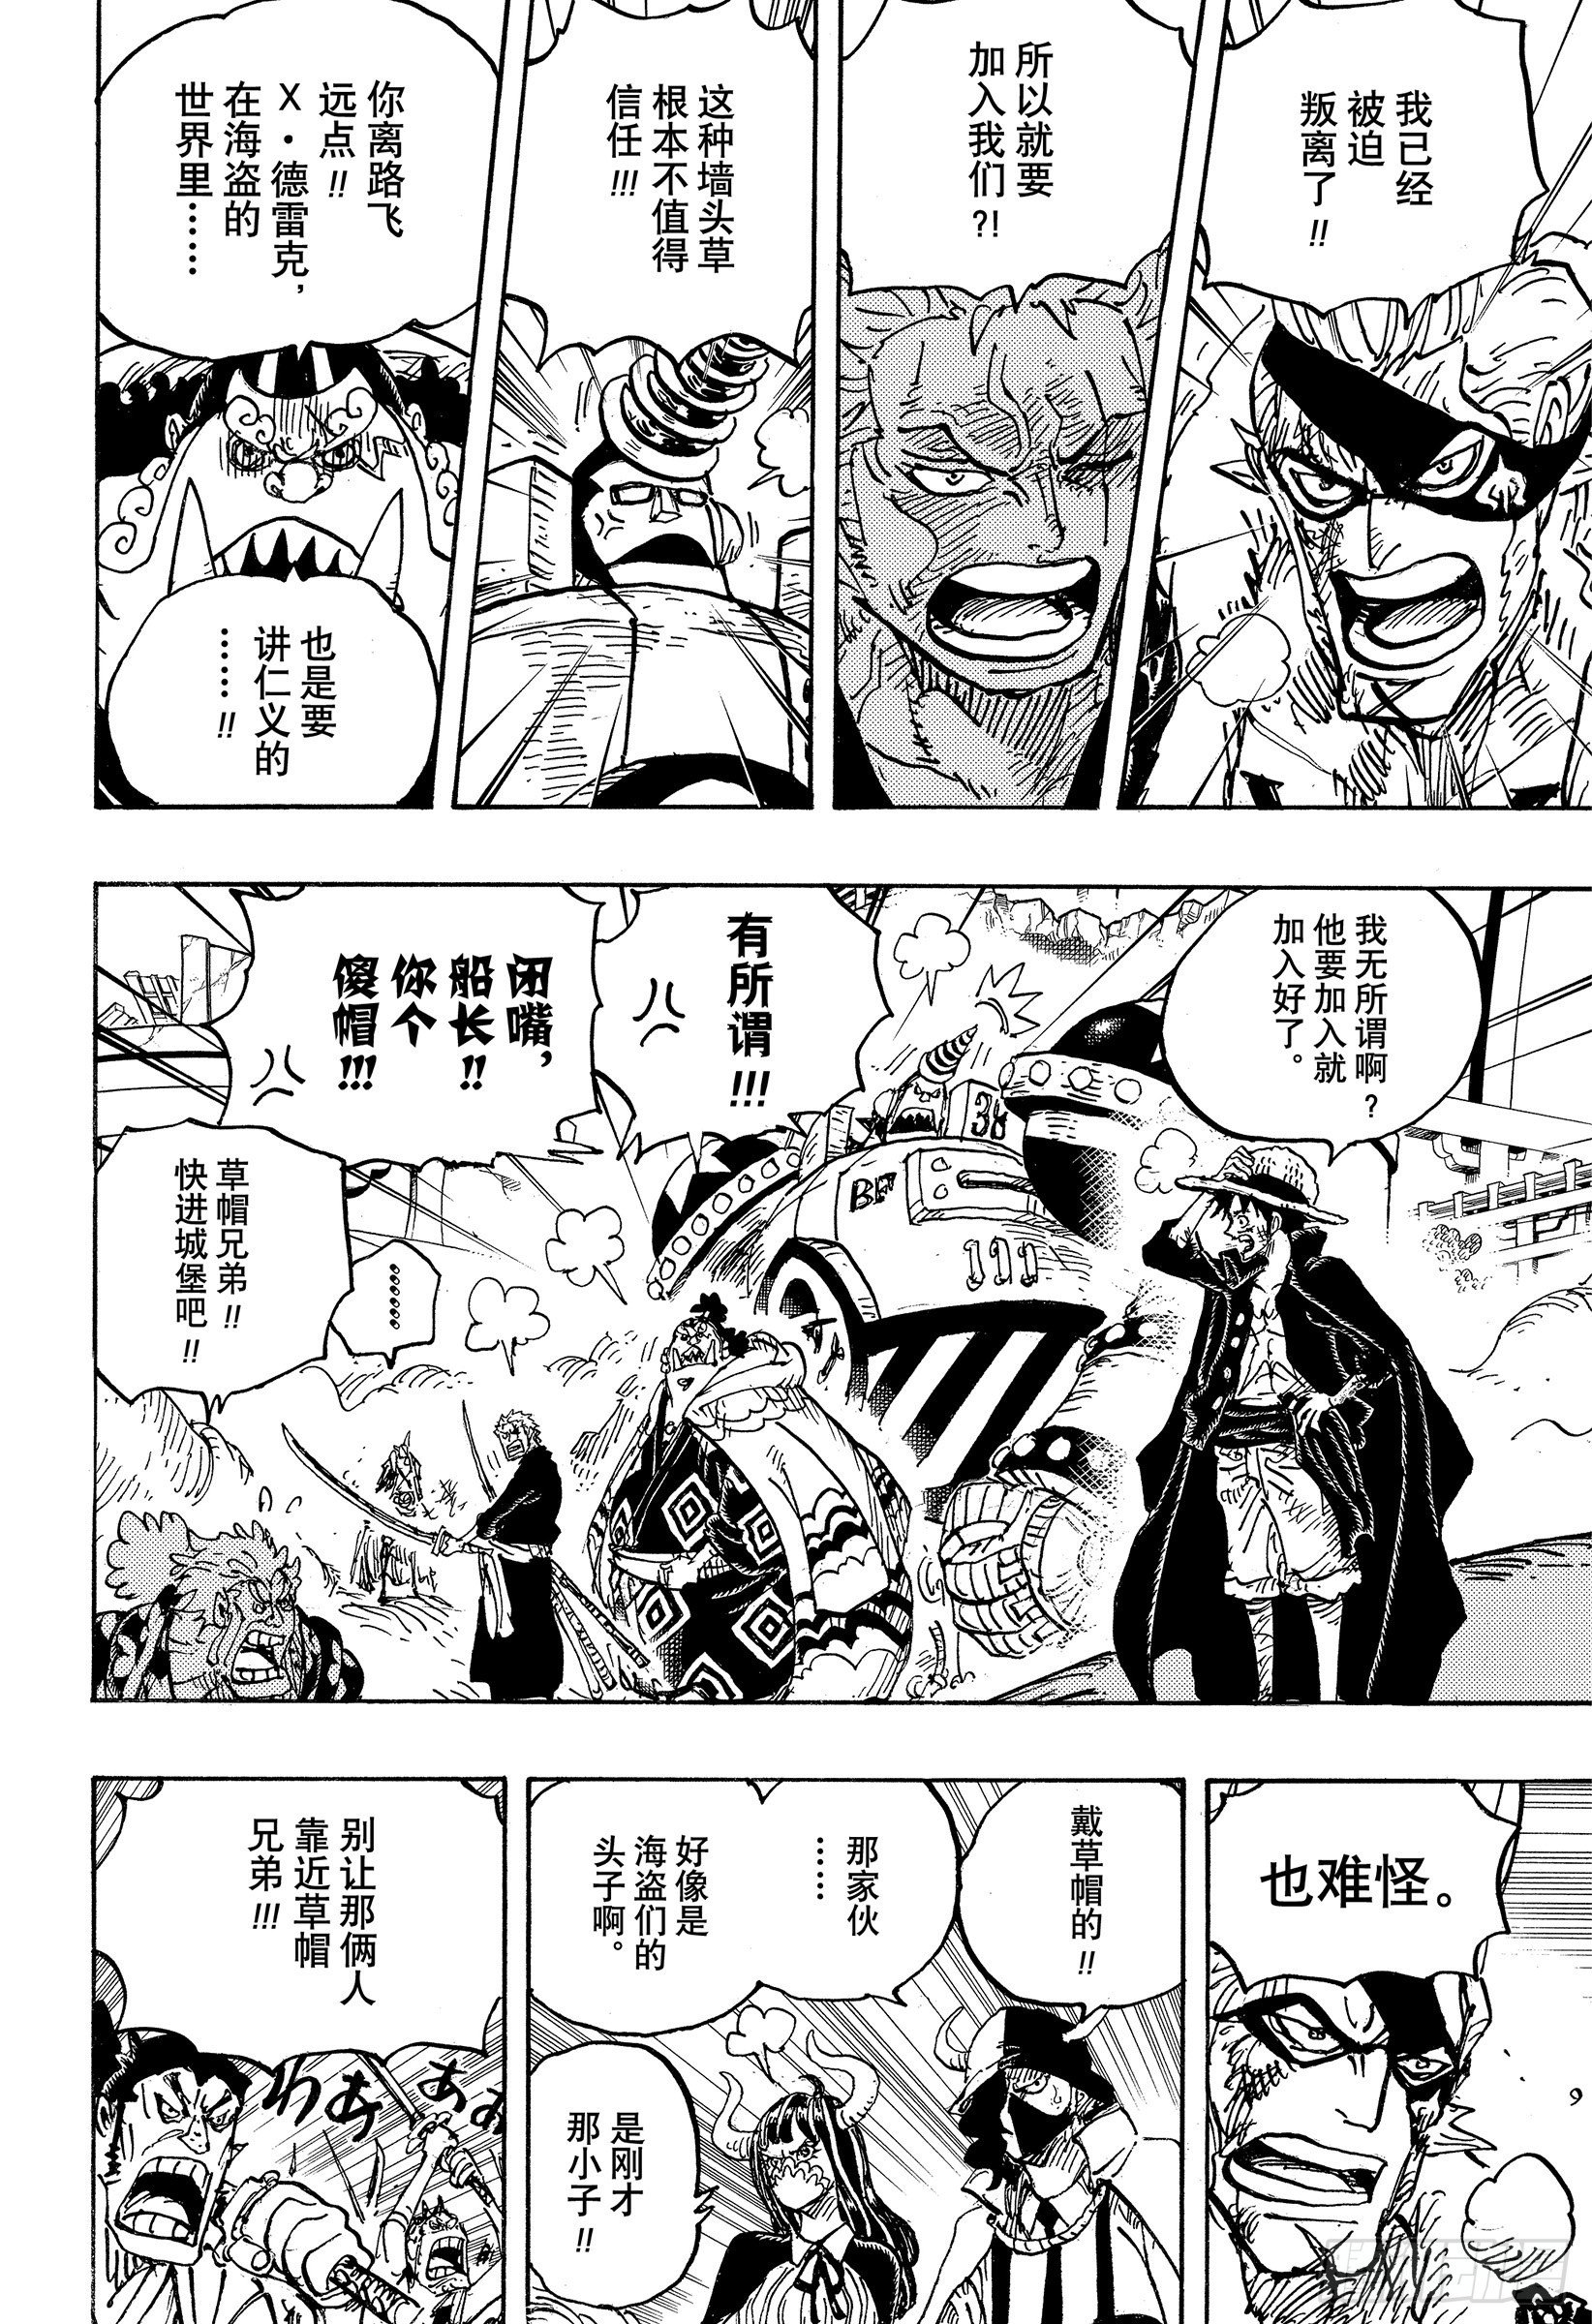 我已经
被迫
叛离了!!
所以就要
加入我们?!
这种墙头草
根本不值得
信任!!!
你离路飞
远点!!
X·德雷克，
在海盗的
世界里……
也是要
讲仁义的
……!!
我无所谓啊?
他要加入就
加入好了。
有所谓!!!
闭嘴，
船长!!
你个
傻帽!!!
……
草帽兄弟!!
快进城堡吧!!
38
BF
111
也难怪。
戴草帽的!!
那家伙
……
好像是
海盗们的
头子啊。
是刚才
那小子!!
别让那俩人
靠近草帽
兄弟!!!
わあ
あぁ